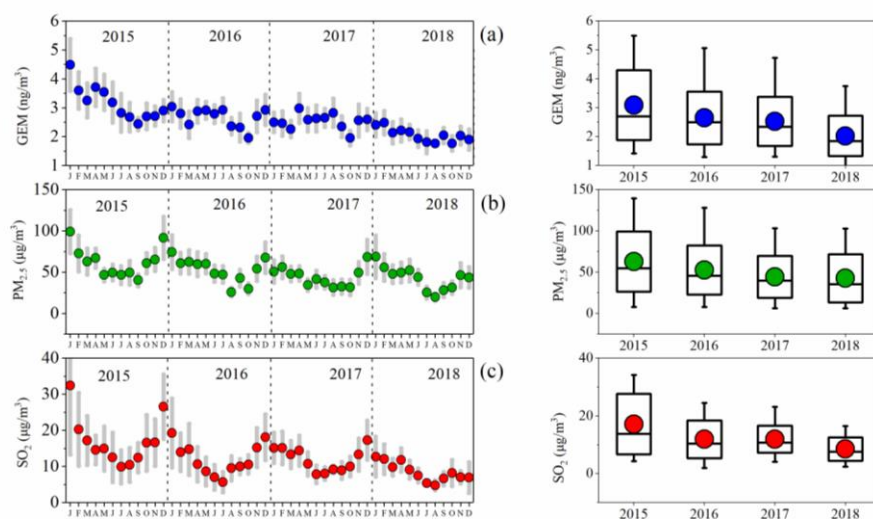 6
5
4
3
2
1
GEM (ng/m³)
2015 2016 2017 2018 (a)
J F M A M J J A S O N D J F M A M J J A S O N D J F M A M J J A S O N D J F M A M J J A S O N D
6
5
4
3
2
1
GEM (ng/m³)
2015 2016 2017 2018
150
100
50
0
PM₂.₅ (μg/m³)
2015 2016 2017 2018 (b)
J F M A M J J A S O N D J F M A M J J A S O N D J F M A M J J A S O N D J F M A M J J A S O N D
150
100
50
0
PM₂.₅ (μg/m³)
2015 2016 2017 2018
40
30
20
10
0
SO₂ (μg/m³)
2015 2016 2017 2018 (c)
J F M A M J J A S O N D J F M A M J J A S O N D J F M A M J J A S O N D J F M A M J J A S O N D
40
20
0
SO₂ (μg/m³)
2015 2016 2017 2018